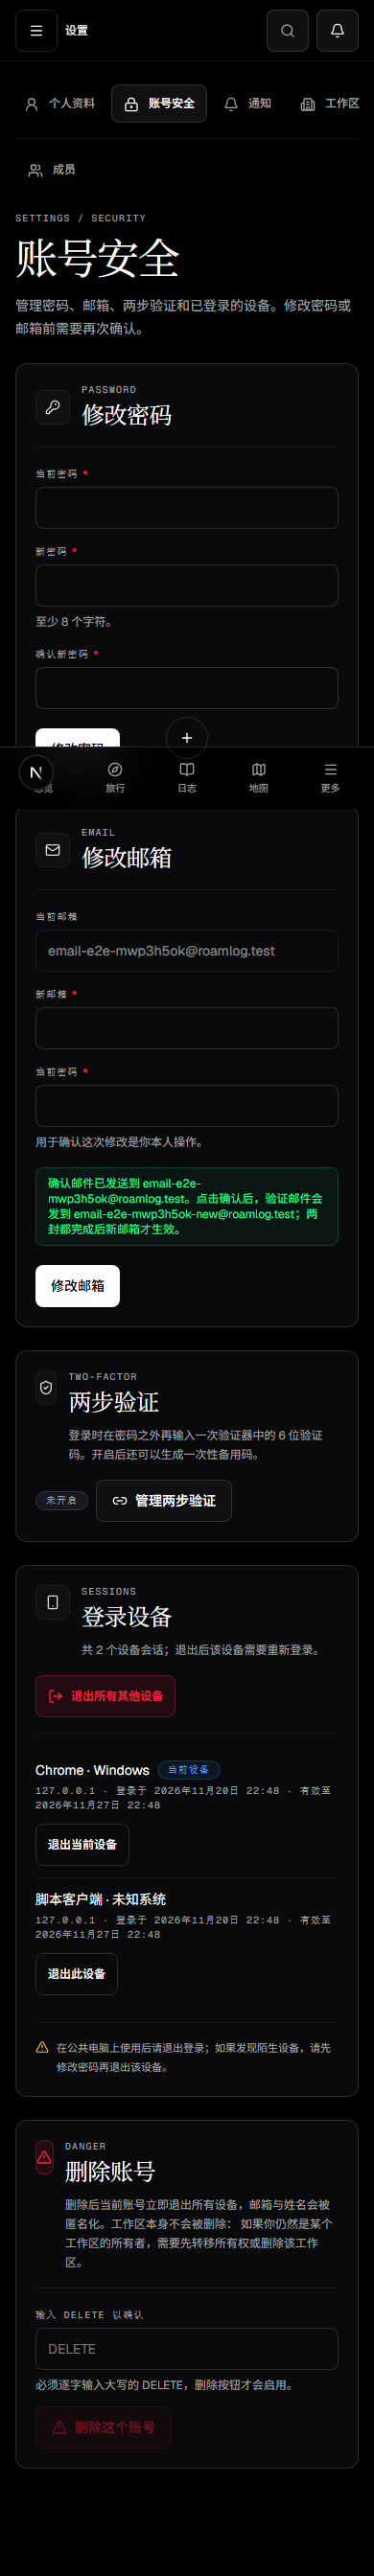 设置
个人资料
账号安全
通知
工作区
成员
SETTINGS / SECURITY
账号安全
管理密码、邮箱、两步验证和已登录的设备。修改密码或
邮箱前需要再次确认。
PASSWORD
修改密码
当前密码 *
新密码 *
至少 8 个字符。
确认新密码 *
修改密码
N
总览
旅行
日志
地图
更多
EMAIL
修改邮箱
当前邮箱
email-e2e-mwp3h5ok@roamlog.test
新邮箱 *
当前密码 *
用于确认这次修改是你本人操作。
确认邮件已发送到 email-e2e-
mwp3h5ok@roamlog.test。点击确认后，验证邮件会
发到 email-e2e-mwp3h5ok-new@roamlog.test；两
封都完成后新邮箱才生效。
修改邮箱
TWO-FACTOR
两步验证
登录时在密码之外再输入一次验证器中的 6 位验证
码。开启后还可以生成一次性备用码。
未开启
管理两步验证
SESSIONS
登录设备
共 2 个设备会话；退出后该设备需要重新登录。
退出所有其他设备
Chrome · Windows 当前设备
127.0.0.1 · 登录于 2026年11月20日 22:48 · 有效至
2026年11月27日 22:48
退出当前设备
脚本客户端 · 未知系统
127.0.0.1 · 登录于 2026年11月20日 22:48 · 有效至
2026年11月27日 22:48
退出此设备
在公共电脑上使用后请退出登录；如果发现陌生设备，请先
修改密码再退出该设备。
DANGER
删除账号
删除后当前账号立即退出所有设备，邮箱与姓名会被
匿名化。工作区本身不会被删除： 如果你仍然是某个
工作区的所有者，需要先转移所有权或删除该工作
区。
输入 DELETE 以确认
DELETE
必须逐字输入大写的 DELETE，删除按钮才会启用。
删除这个账号